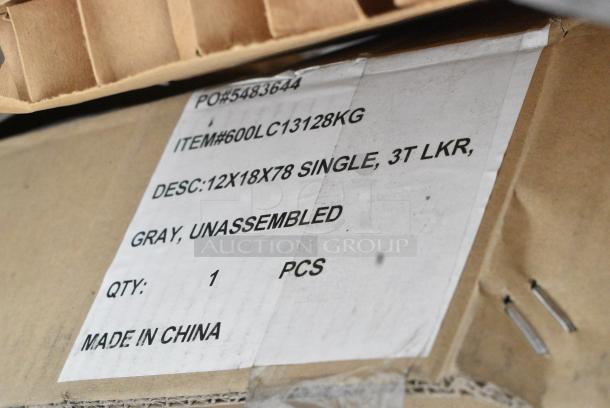 PO#5483644
ITEM#600LC13128KG
DESC:12X18X78 SINGLE, 3T LKR,
GRAY, UNASSEMBLED
QTY: 1 PCS
MADE IN CHINA
AUCTION GROUP